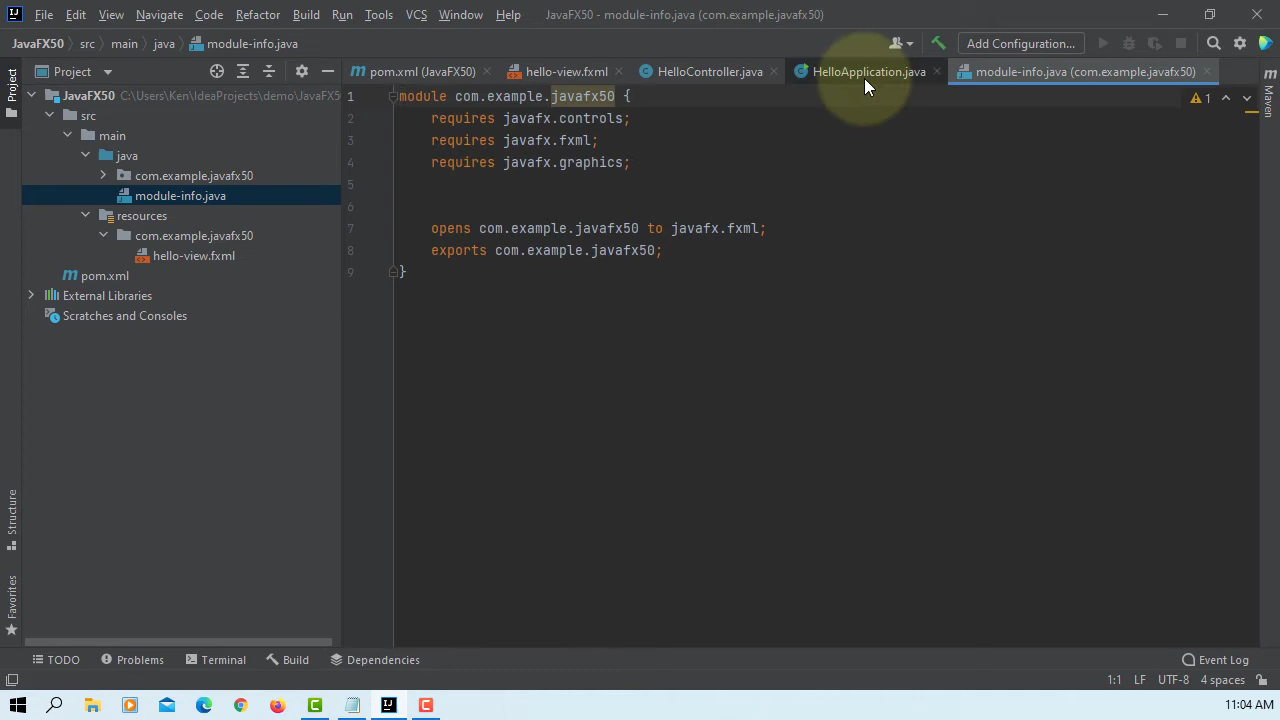 File Edit View Navigate Code Refactor Build Run Tools VCS Window Help JavaFX50 - module-info.java (com.example.javafx50)
JavaFX50 src main java module-info.java Add Configuration...
Project
Project
pom.xml (JavaFX50) hello-view.fxml HelloController.java HelloApplication.java module-info.java (com.example.javafx50)
JavaFX50 C:\Users\Ken\IdeaProjects\demo\JavaFX50
src
main
java
com.example.javafx50
module-info.java
resources
com.example.javafx50
hello-view.fxml
pom.xml
External Libraries
Scratches and Consoles
1 module com.example.javafx50 {
2 requires javafx.controls;
3 requires javafx.fxml;
4 requires javafx.graphics;
5
6
7 opens com.example.javafx50 to javafx.fxml;
8 exports com.example.javafx50;
9 }
1
Maven
Structure
Favorites
TODO Problems Terminal Build Dependencies Event Log
1:1 LF UTF-8 4 spaces
11:04 AM